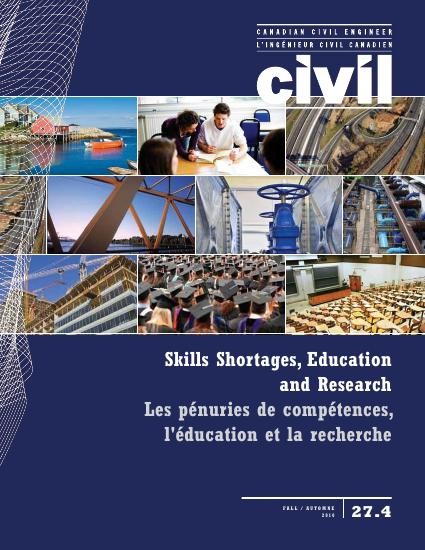 CANADIAN CIVIL ENGINEER
L'INGÉNIEUR CIVIL CANADIEN
civil
Skills Shortages, Education
and Research
Les pénuries de compétences,
l'éducation et la recherche
FALL / AUTOMNE
2010
27.4